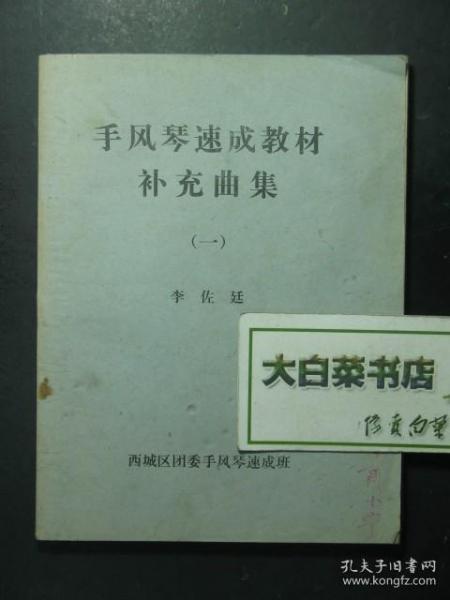 手风琴速成教材
补充曲集
（一）
李佐廷
大白菜书店
西城区团委手风琴速成班
孔夫子旧书网
www.kongfz.com